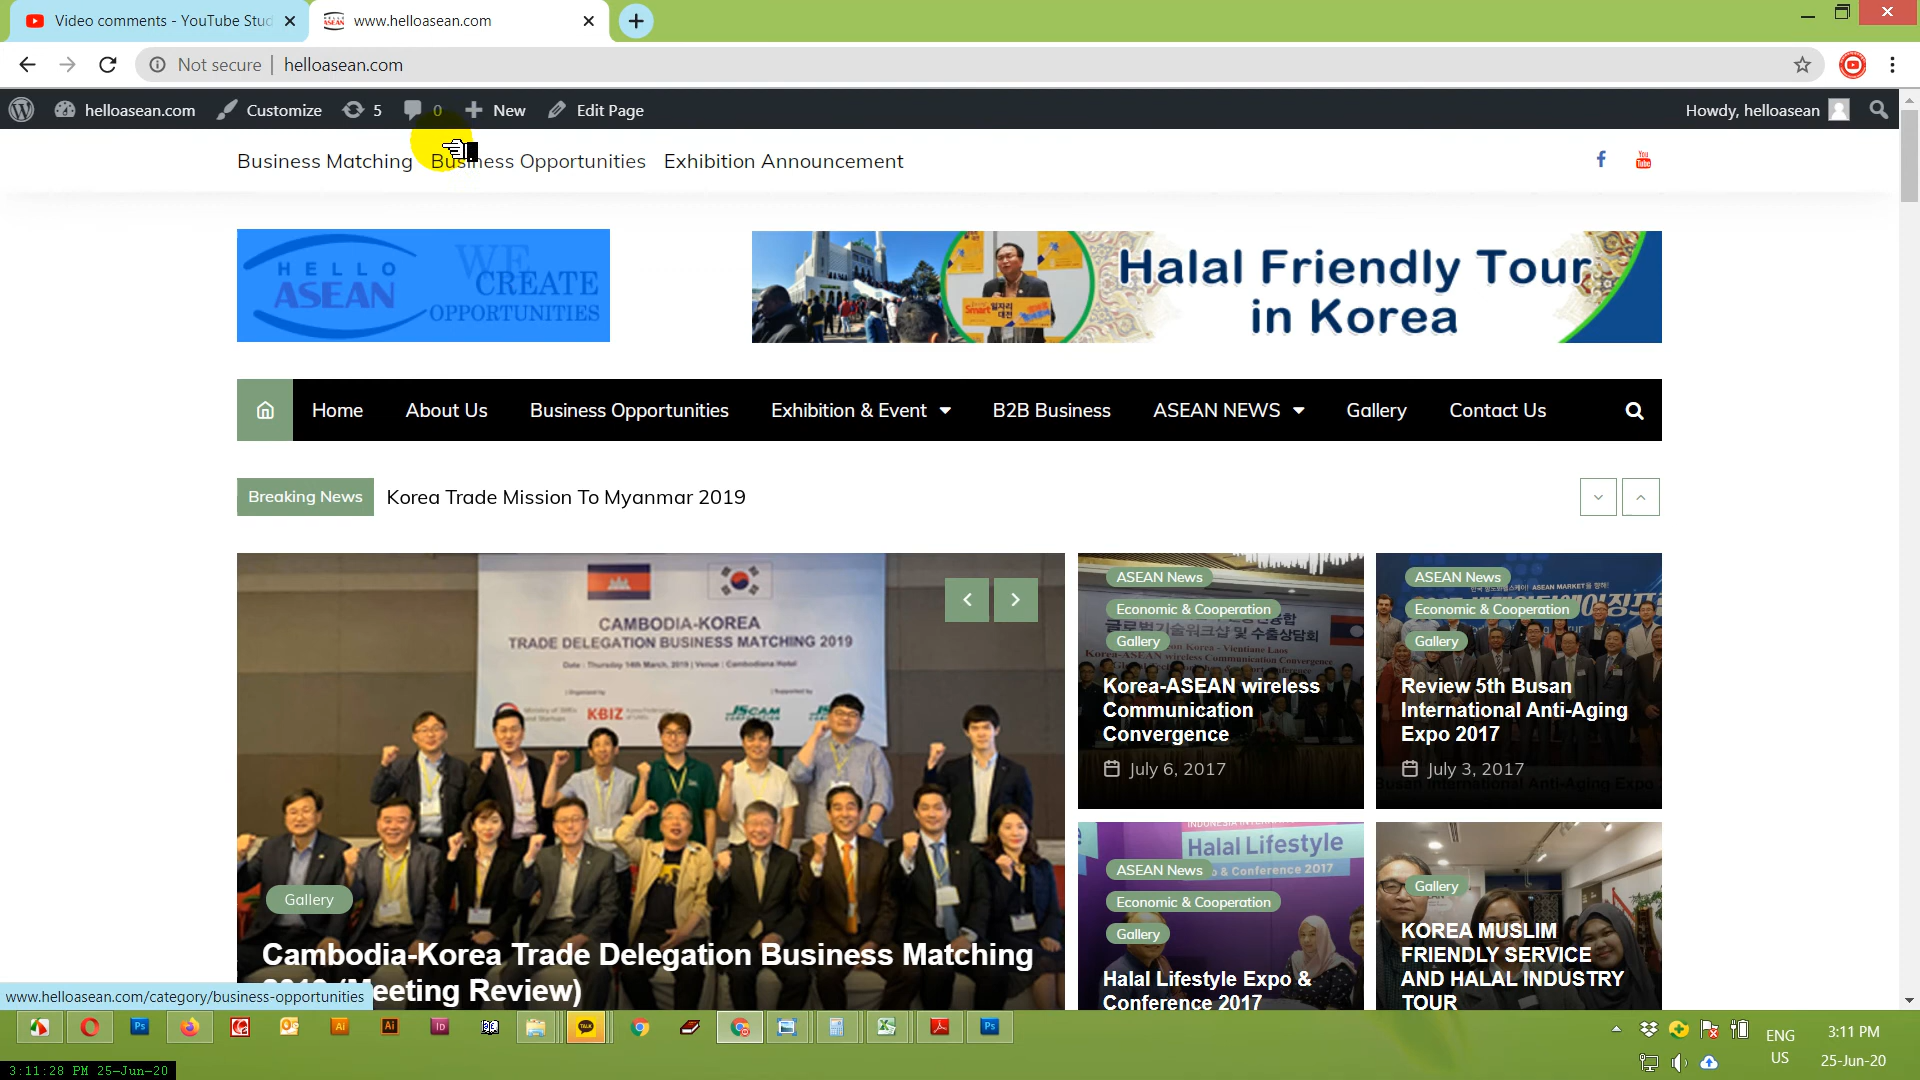 Video comments - YouTube Stud
www.helloasean.com
Not secure
helloasean.com
helloasean.com
Customize
5
0
New
Edit Page
Howdy, helloasean
Business Matching
Business Opportunities
Exhibition Announcement
You
Tube
HELLO
ASEAN
WE
CREATE
OPPORTUNITIES
Halal Friendly Tour
in Korea
Home
About Us
Business Opportunities
Exhibition & Event
B2B Business
ASEAN NEWS
Gallery
Contact Us
Breaking News
Korea Trade Mission To Myanmar 2019
CAMBODIA-KOREA
TRADE DELEGATION BUSINESS MATCHING 2019
Date : Thursday 14th March, 2019 | Venue : Cambodiana Hotel
KBIZ
JSCAM
Gallery
Cambodia-Korea Trade Delegation Business Matching
Meeting Review)
ASEAN News
Economic & Cooperation
Gallery
Korea-ASEAN wireless
Communication
Convergence
July 6, 2017
ASEAN News
Economic & Cooperation
Gallery
Review 5th Busan
International Anti-Aging
Expo 2017
July 3, 2017
Halal Lifestyle
& Conference 2017
ASEAN News
Economic & Cooperation
Gallery
Halal Lifestyle Expo &
Conference 2017
Gallery
KOREA MUSLIM
FRIENDLY SERVICE
AND HALAL INDUSTRY
TOUR
www.helloasean.com/category/business-opportunities
ENG
US
3:11 PM
25-Jun-20
3:11:28 PM 25-Jun-20